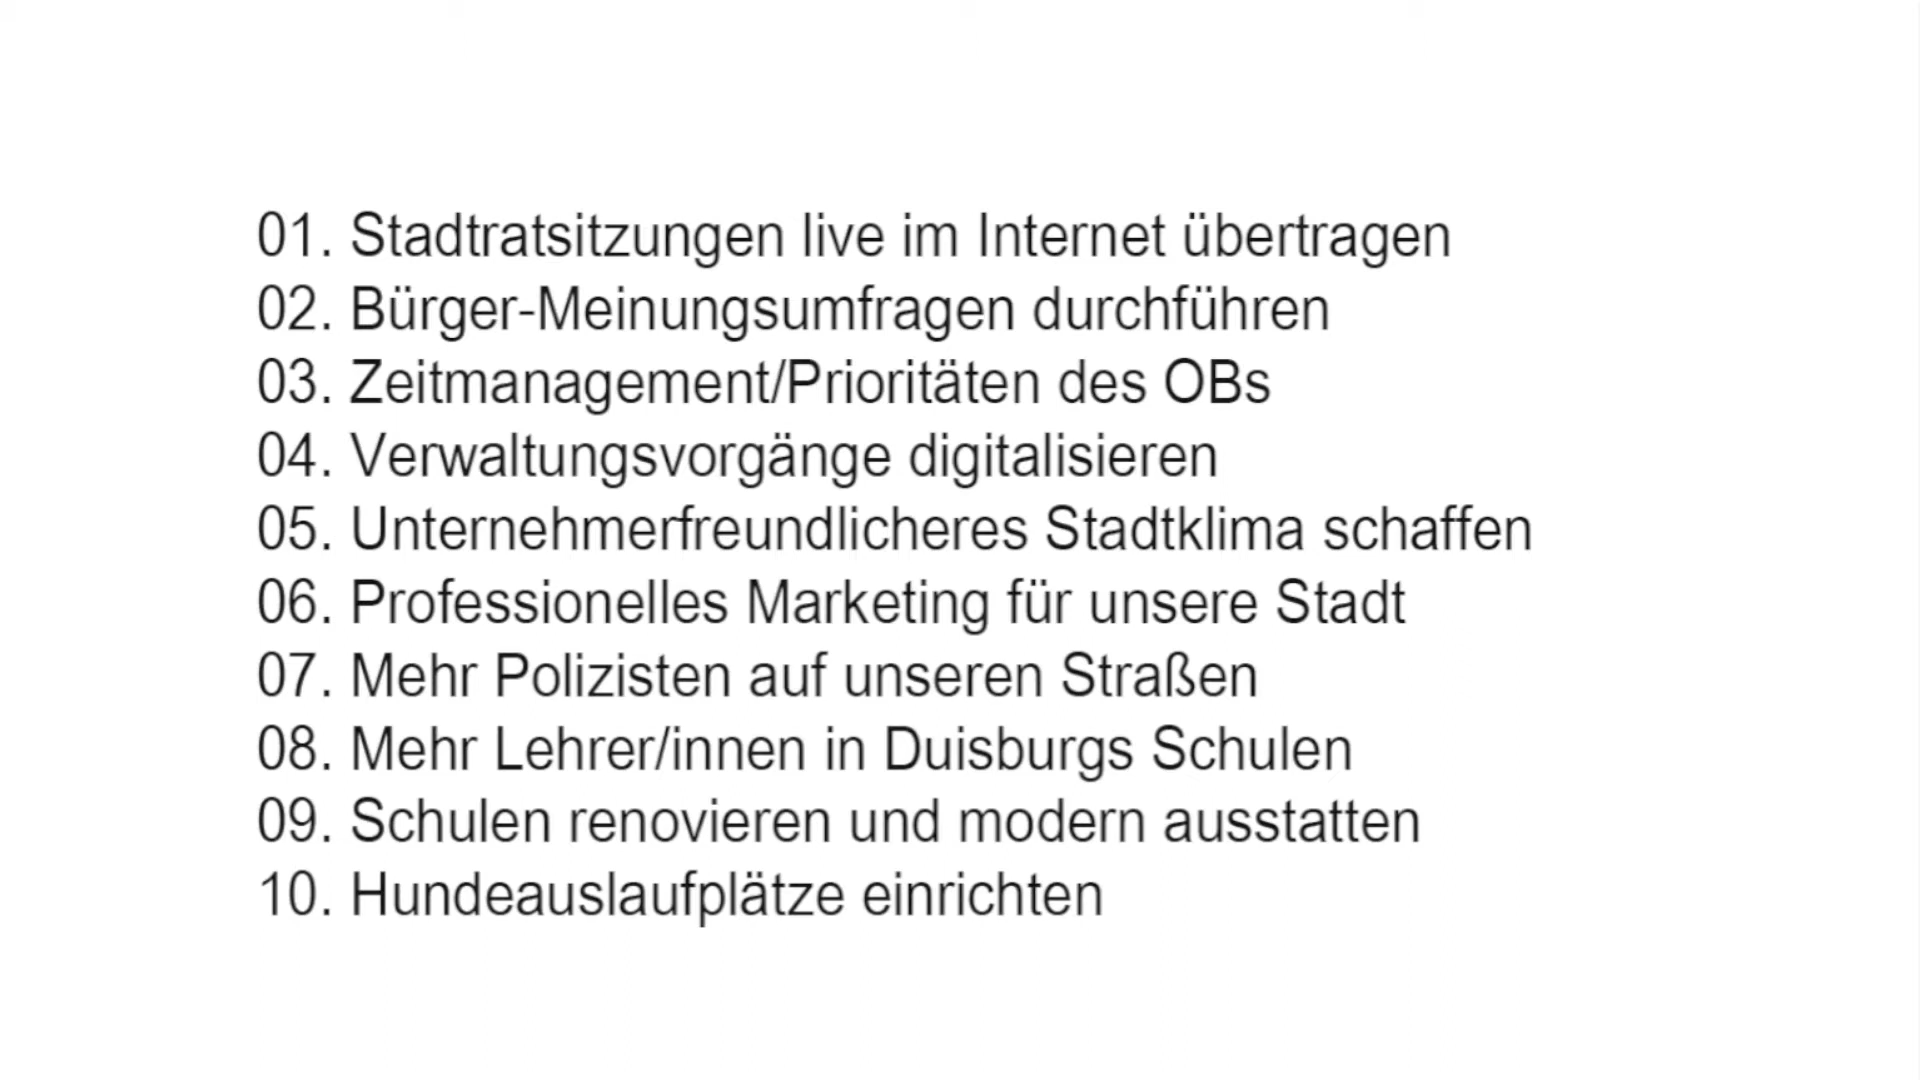 01. Stadtratsitzungen live im Internet übertragen
02. Bürger-Meinungsumfragen durchführen
03. Zeitmanagement/Prioritäten des OBs
04. Verwaltungsvorgänge digitalisieren
05. Unternehmerfreundlicheres Stadtklima schaffen
06. Professionelles Marketing für unsere Stadt
07. Mehr Polizisten auf unseren Straßen
08. Mehr Lehrer/innen in Duisburgs Schulen
09. Schulen renovieren und modern ausstatten
10. Hundeauslaufplätze einrichten